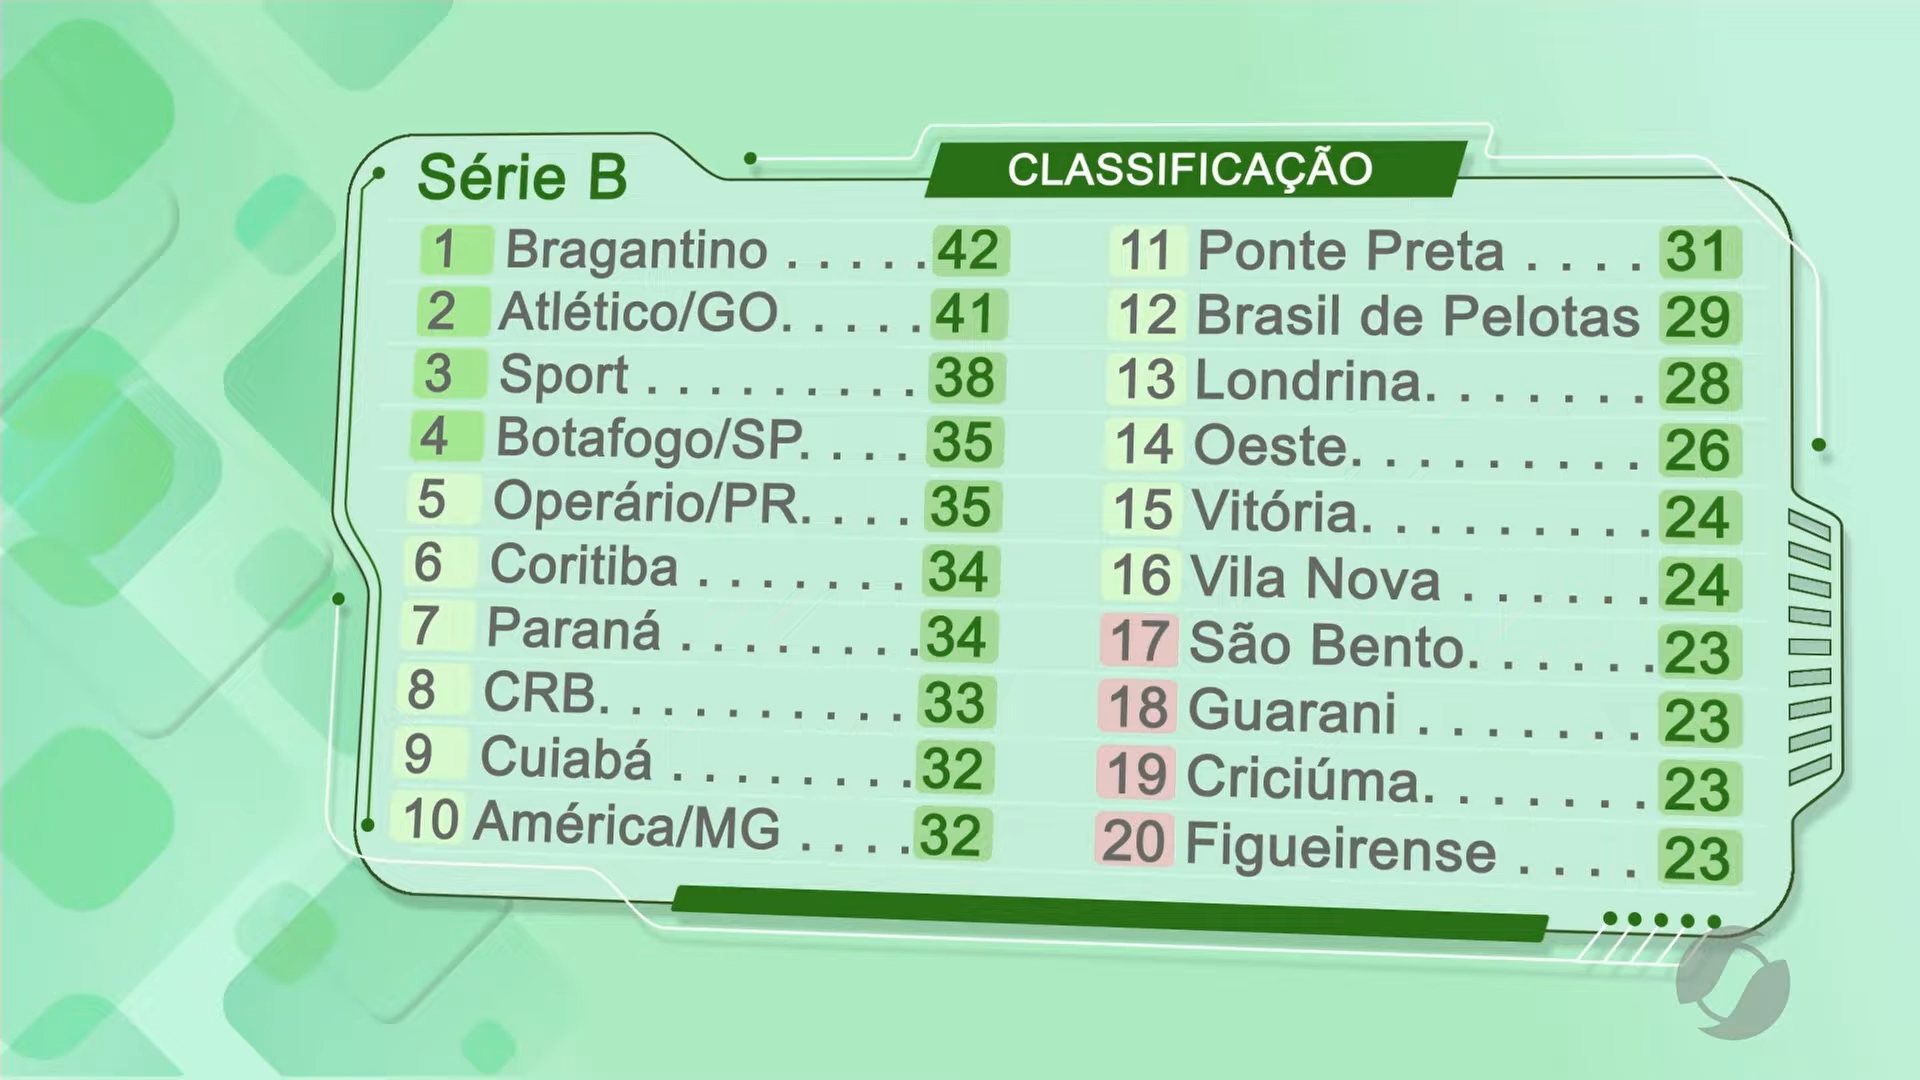 Série B
CLASSIFICAÇÃO
1 Bragantino . . . . . 42
2 Atlético/GO. . . . . 41
3 Sport . . . . . . . . . 38
4 Botafogo/SP. . . . 35
5 Operário/PR. . . . 35
6 Coritiba . . . . . . . 34
7 Paraná . . . . . . . . 34
8 CRB. . . . . . . . . . 33
9 Cuiabá . . . . . . . . 32
10 América/MG . . . . 32
11 Ponte Preta . . . . 31
12 Brasil de Pelotas 29
13 Londrina. . . . . . . 28
14 Oeste. . . . . . . . . 26
15 Vitória. . . . . . . . . 24
16 Vila Nova . . . . . . 24
17 São Bento. . . . . . 23
18 Guarani . . . . . . . 23
19 Criciúma. . . . . . . 23
20 Figueirense . . . . 23